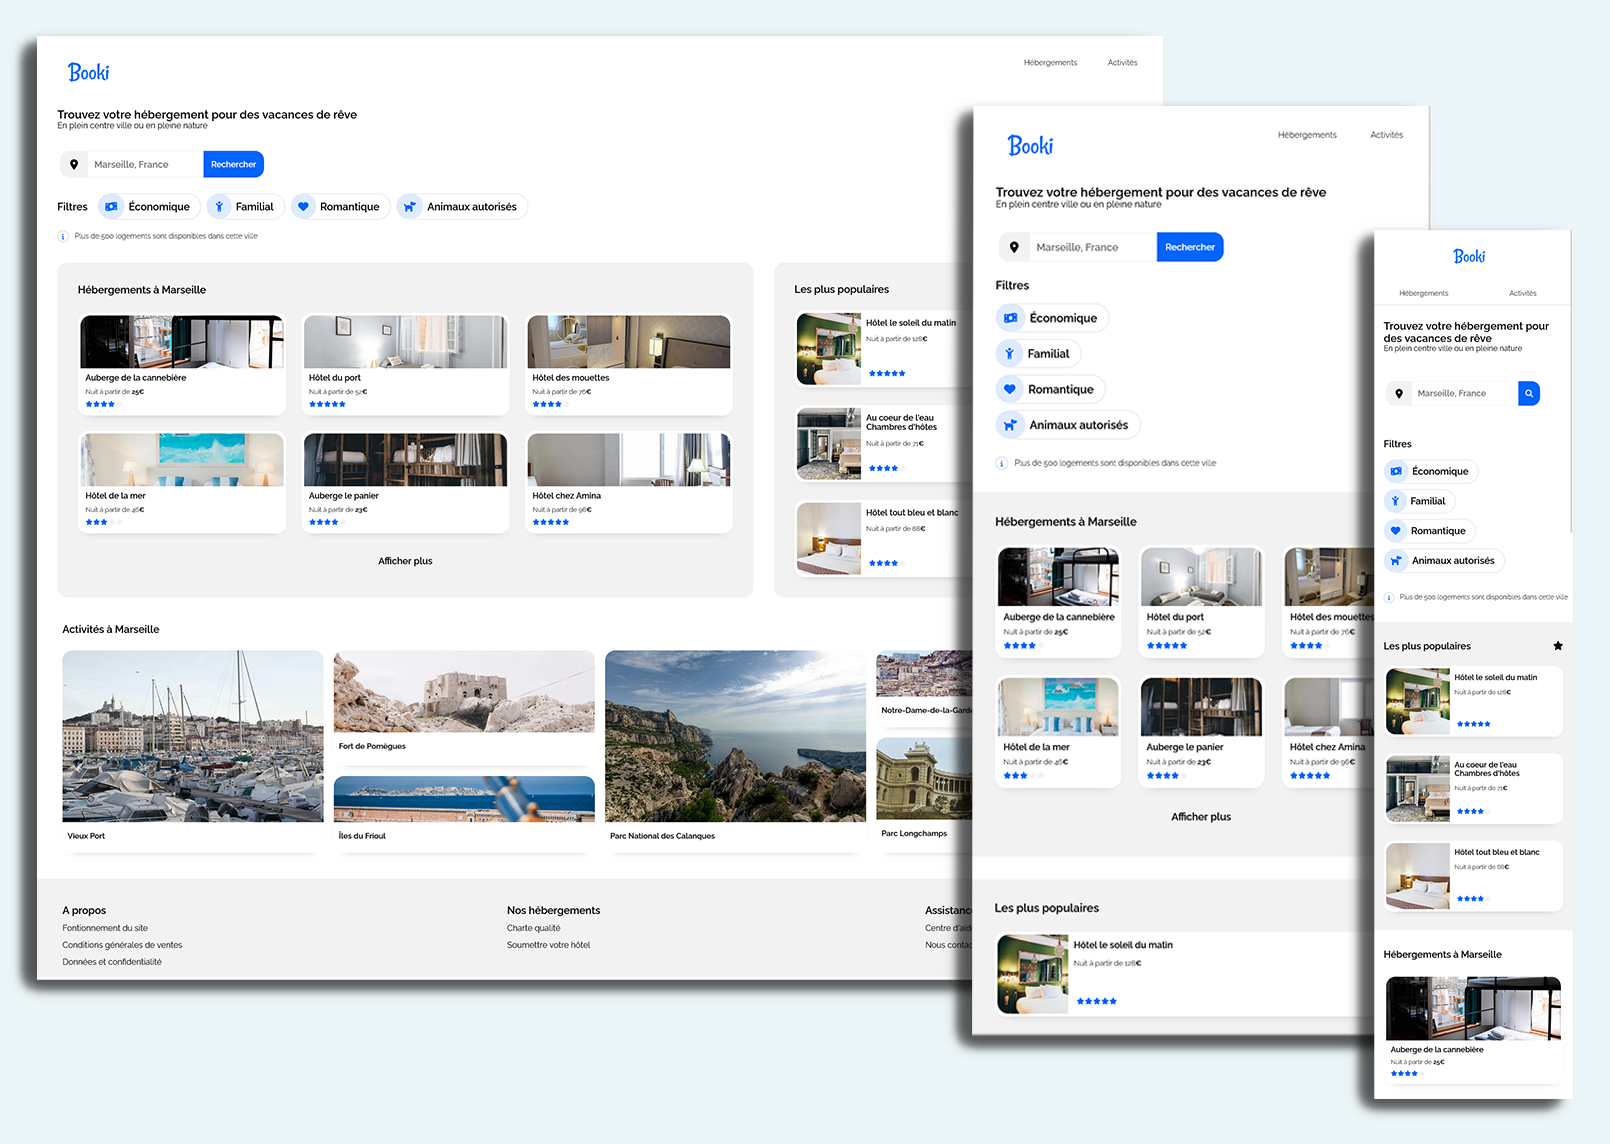 Booki
Hébergements
Activités
Trouvez votre hébergement pour des vacances de rêve
En plein centre ville ou en pleine nature
Marseille, France
Rechercher
Filtres
Économique
Familial
Romantique
Animaux autorisés
Plus de 500 logements sont disponibles dans cette ville
Hébergements à Marseille
Auberge de la cannebière
Nuit à partir de 25€
Hôtel du port
Nuit à partir de 52€
Hôtel des mouettes
Nuit à partir de 76€
Hôtel de la mer
Nuit à partir de 46€
Auberge le panier
Nuit à partir de 23€
Hôtel chez Amina
Nuit à partir de 96€
Afficher plus
Les plus populaires
Hôtel le soleil du matin
Nuit à partir de 128€
Au coeur de l'eau
Chambres d'hôtes
Nuit à partir de 71€
Hôtel tout bleu et blanc
Nuit à partir de 68€
Activités à Marseille
Vieux Port
Fort de Pomègues
Îles du Frioul
Parc National des Calanques
Notre-Dame-de-la-Garde
Parc Longchamps
A propos
Fontionnement du site
Conditions générales de ventes
Données et confidentialité
Nos hébergements
Charte qualité
Soumettre votre hôtel
Assistanc
Centre d'aid
Nous contac
Booki
Hébergements
Activités
Trouvez votre hébergement pour des vacances de rêve
En plein centre ville ou en pleine nature
Marseille, France
Rechercher
Filtres
Économique
Familial
Romantique
Animaux autorisés
Plus de 500 logements sont disponibles dans cette ville
Hébergements à Marseille
Auberge de la cannebière
Nuit à partir de 25€
Hôtel du port
Nuit à partir de 52€
Hôtel des mouettes
Nuit à partir de 76€
Hôtel de la mer
Nuit à partir de 46€
Auberge le panier
Nuit à partir de 23€
Hôtel chez Amina
Nuit à partir de 96€
Afficher plus
Les plus populaires
Hôtel le soleil du matin
Nuit à partir de 128€
Booki
Hébergements
Activités
Trouvez votre hébergement pour
des vacances de rêve
En plein centre ville ou en pleine nature
Marseille, France
Filtres
Économique
Familial
Romantique
Animaux autorisés
Plus de 500 logements sont disponibles dans cette ville
Les plus populaires
Hôtel le soleil du matin
Nuit à partir de 128€
Au coeur de l'eau
Chambres d'hôtes
Nuit à partir de 71€
Hôtel tout bleu et blanc
Nuit à partir de 68€
Hébergements à Marseille
Auberge de la cannebière
Nuit à partir de 25€